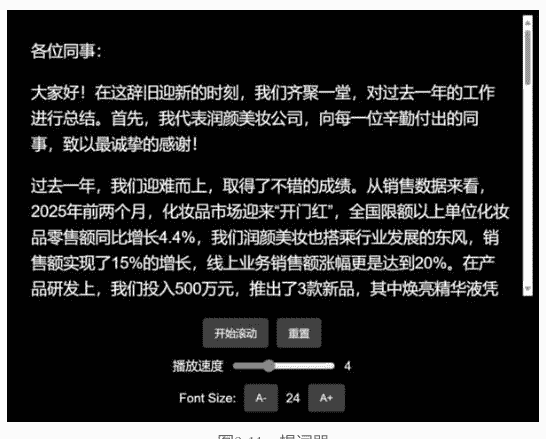 各位同事：
大家好！在这辞旧迎新的时刻，我们齐聚一堂，对过去一年的工作
进行总结。首先，我代表润颜美妆公司，向每一位辛勤付出的同
事，致以最诚挚的感谢！
过去一年，我们迎难而上，取得了不错的成绩。从销售数据来看，
2025年前两个月，化妆品市场迎来“开门红”，全国限额以上单位化妆
品零售额同比增长4.4%，我们润颜美妆也搭乘行业发展的东风，销
售额实现了15%的增长，线上业务销售额涨幅更是达到20%。在产
品研发上，我们投入500万元，推出了3款新品，其中焕亮精华液凭
开始滚动 重置
播放速度 4
Font Size: A- 24 A+